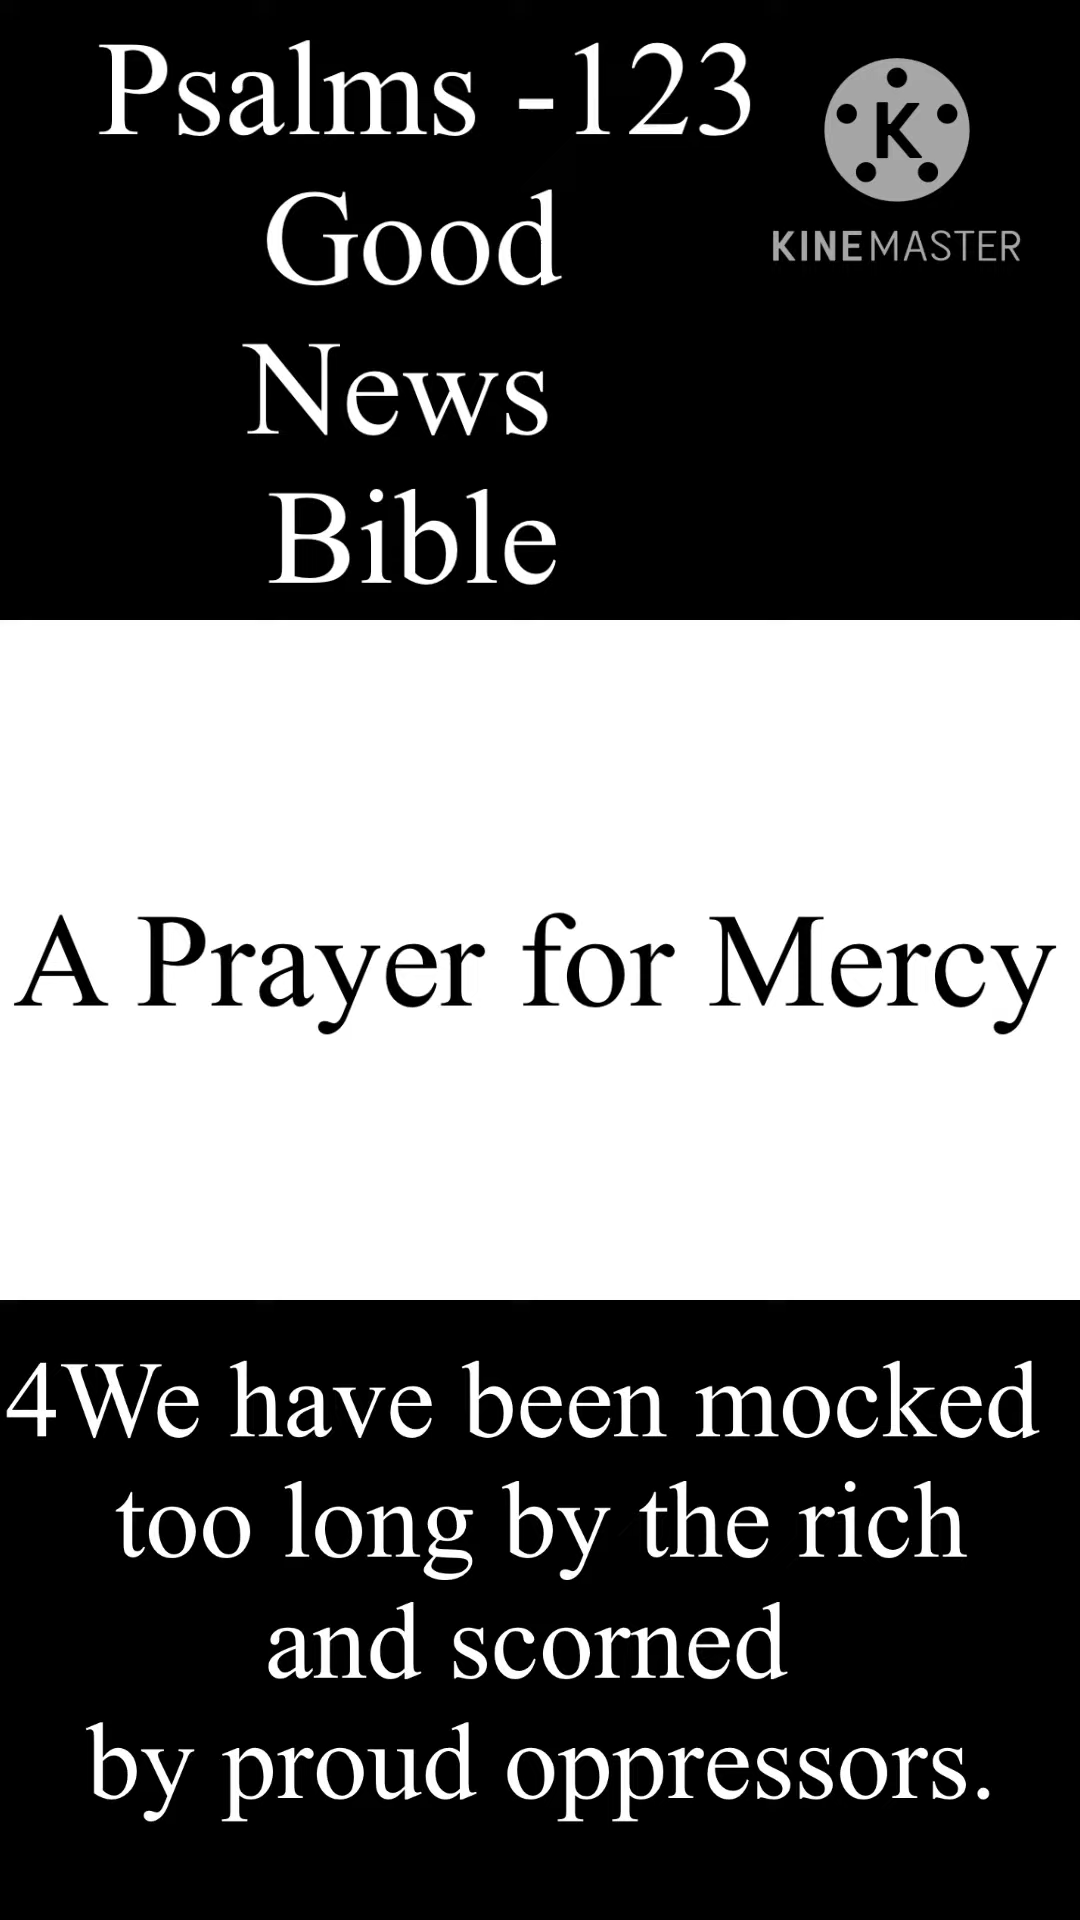 Psalms -123
Good
News
Bible
K
KINEMASTER
A Prayer for Mercy
4We have been mocked
too long by the rich
and scorned
by proud oppressors.